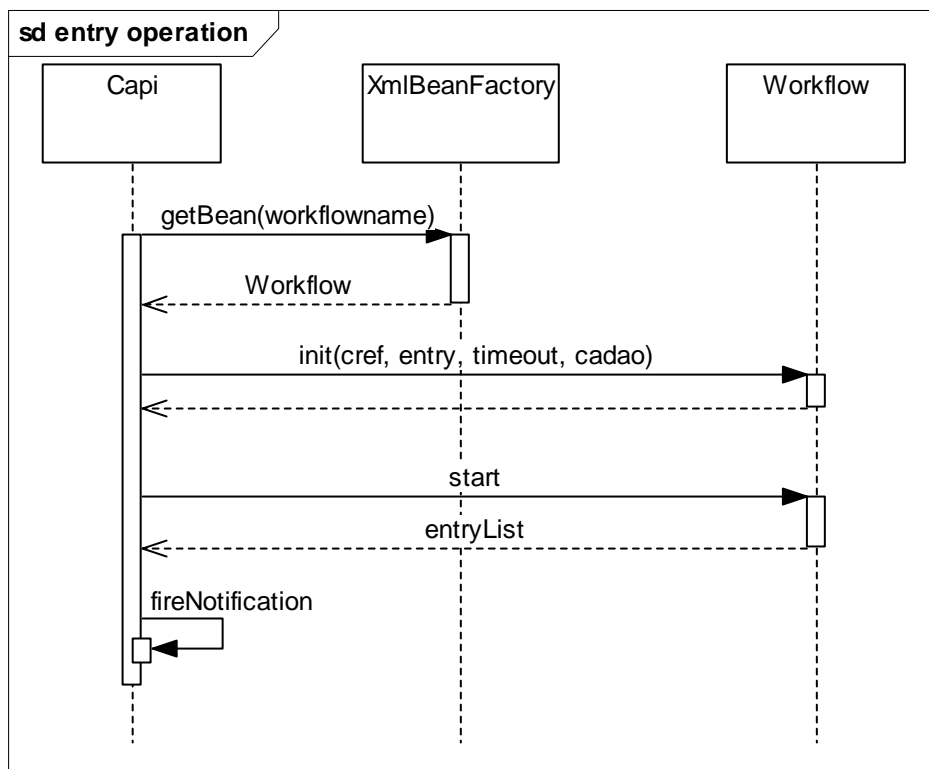 sd entry operation
Capi
XmlBeanFactory
Workflow
getBean(workflowname)
Workflow
init(cref, entry, timeout, cadao)
start
entryList
fireNotification